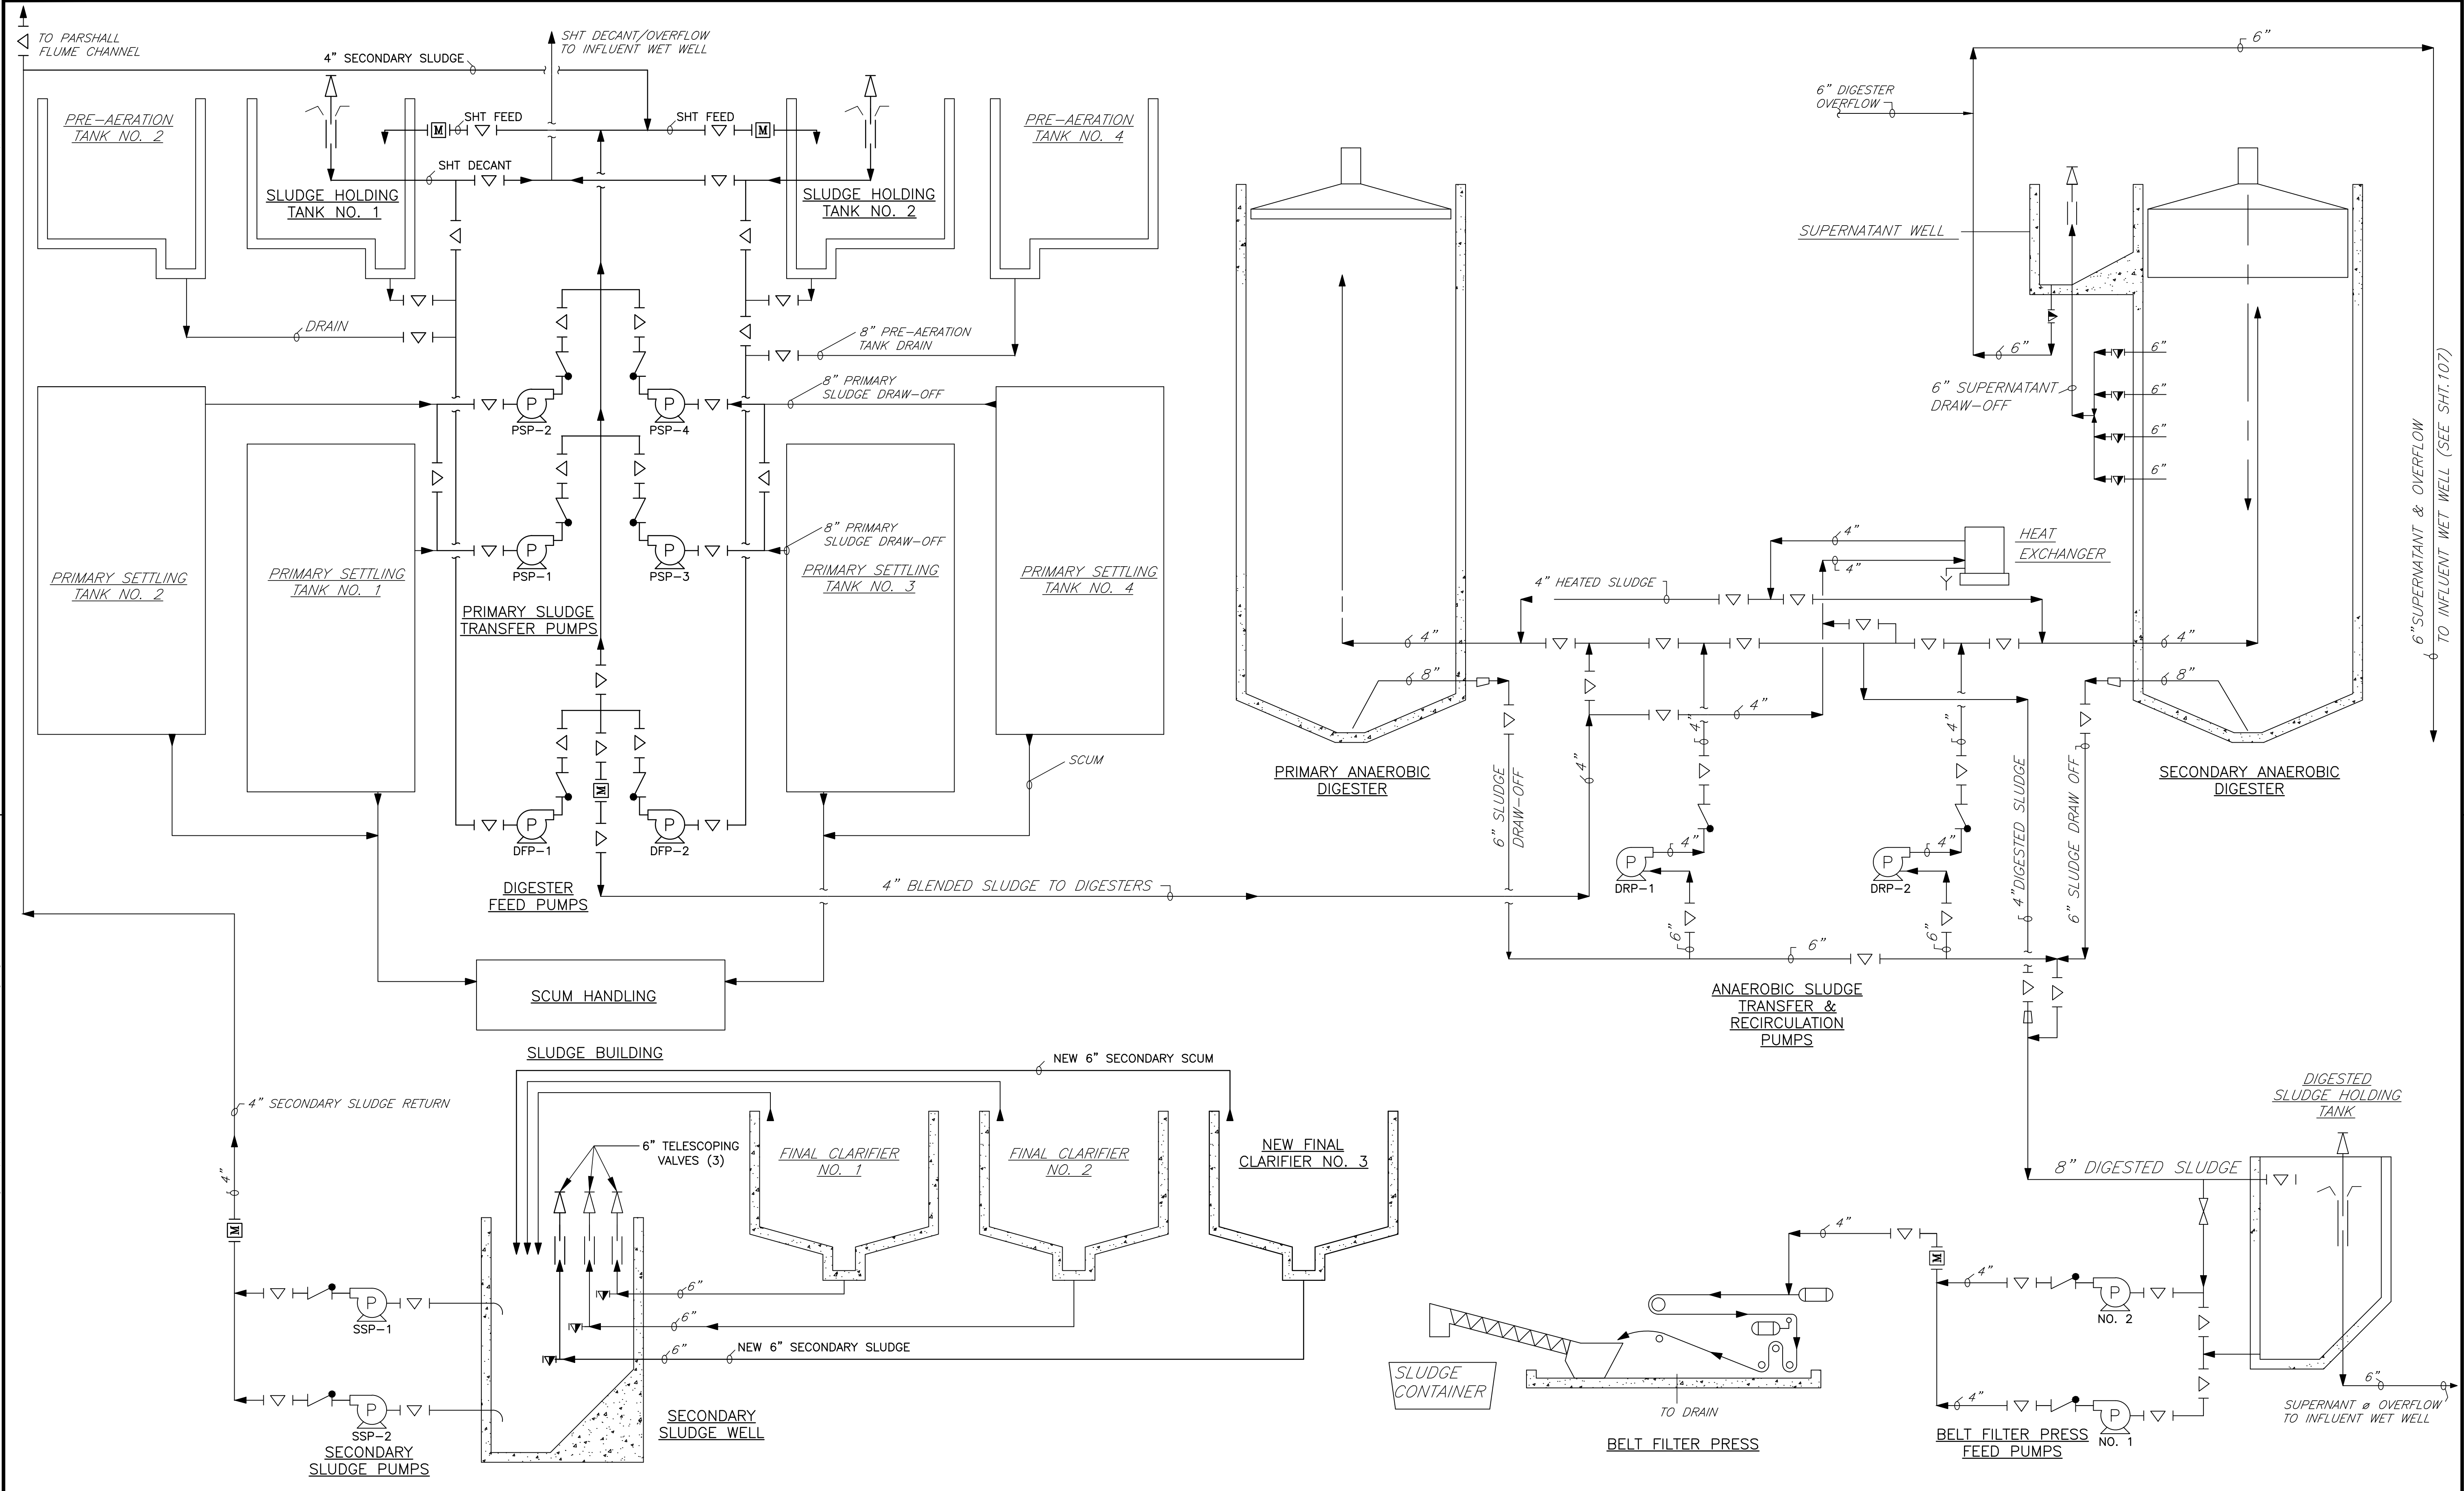 TO PARSHALL
FLUME CHANNEL
4" SECONDARY SLUDGE
SHT DECANT/OVERFLOW
TO INFLUENT WET WELL
PRE-AERATION
TANK NO. 2
M
SHT FEED
SHT FEED
M
PRE-AERATION
TANK NO. 4
SHT DECANT
SLUDGE HOLDING
TANK NO. 1
SLUDGE HOLDING
TANK NO. 2
DRAIN
8" PRE-AERATION
TANK DRAIN
8" PRIMARY
SLUDGE DRAW-OFF
P
PSP-2
P
PSP-4
8" PRIMARY
SLUDGE DRAW-OFF
P
PSP-1
P
PSP-3
PRIMARY SETTLING
TANK NO. 2
PRIMARY SETTLING
TANK NO. 1
PRIMARY SETTLING
TANK NO. 3
PRIMARY SETTLING
TANK NO. 4
PRIMARY SLUDGE
TRANSFER PUMPS
SCUM
M
P
DFP-1
P
DFP-2
DIGESTER
FEED PUMPS
4" BLENDED SLUDGE TO DIGESTERS
SCUM HANDLING
SLUDGE BUILDING
6"
6" DIGESTER
OVERFLOW
SUPERNATANT WELL
6"
6" SUPERNATANT
DRAW-OFF
6"
6"
6"
6"
6"SUPERNATANT & OVERFLOW
TO INFLUENT WET WELL (SEE SHT.107)
4"
4"
HEAT
EXCHANGER
4" HEATED SLUDGE
4"
4"
8"
8"
4"
4"
4"
4"
PRIMARY ANAEROBIC
DIGESTER
SECONDARY ANAEROBIC
DIGESTER
6" SLUDGE
DRAW-OFF
P
4"
DRP-1
P
4"
DRP-2
4"DIGESTED SLUDGE
6" SLUDGE DRAW OFF
6"
6"
6"
ANAEROBIC SLUDGE
TRANSFER &
RECIRCULATION
PUMPS
NEW 6" SECONDARY SCUM
4" SECONDARY SLUDGE RETURN
4"
M
6" TELESCOPING
VALVES (3)
FINAL CLARIFIER
NO. 1
FINAL CLARIFIER
NO. 2
NEW FINAL
CLARIFIER NO. 3
6"
6"
6"
NEW 6" SECONDARY SLUDGE
P
SSP-1
P
SSP-2
SECONDARY
SLUDGE PUMPS
SECONDARY
SLUDGE WELL
DIGESTED
SLUDGE HOLDING
TANK
8" DIGESTED SLUDGE
4"
M
4"
P
NO. 2
4"
P
NO. 1
SLUDGE
CONTAINER
TO DRAIN
BELT FILTER PRESS
BELT FILTER PRESS
FEED PUMPS
6"
SUPERNANT ø OVERFLOW
TO INFLUENT WET WELL